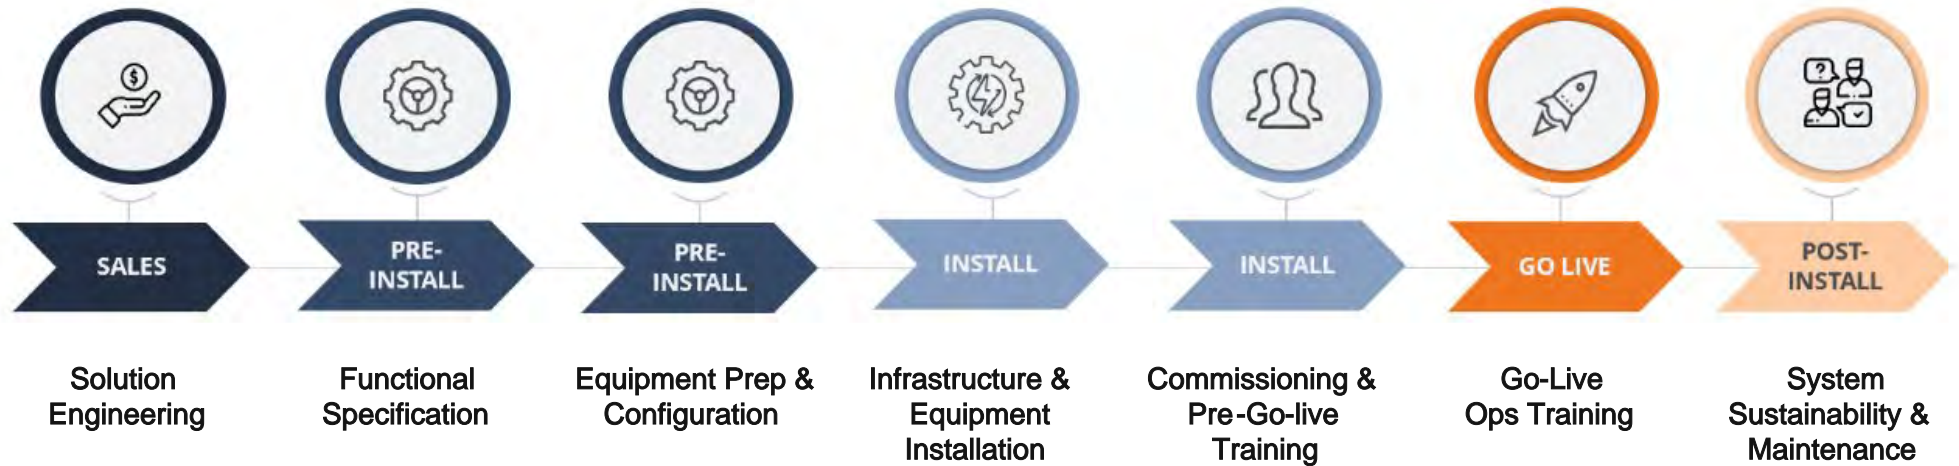 $
?
SALES
PRE-
INSTALL
PRE-
INSTALL
INSTALL
INSTALL
GO LIVE
POST-
INSTALL
Solution
Engineering
Functional
Specification
Equipment Prep &
Configuration
Infrastructure &
Equipment
Installation
Commissioning &
Pre-Go-live
Training
Go-Live
Ops Training
System
Sustainability &
Maintenance